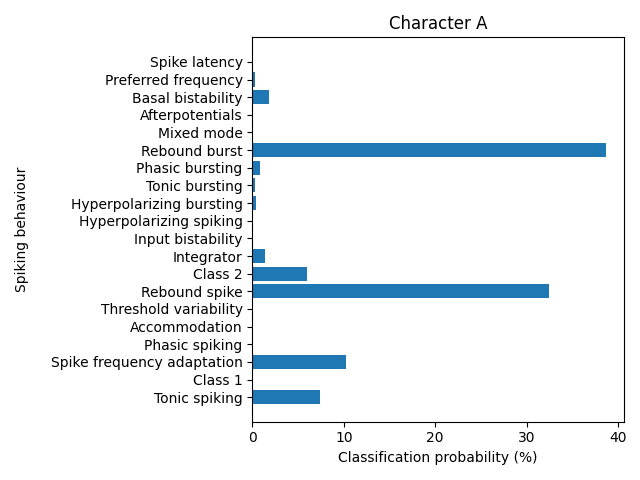 Character A
Spike latency
Preferred frequency
Basal bistability
Afterpotentials
Mixed mode
Rebound burst
Phasic bursting
Tonic bursting
Hyperpolarizing bursting
Hyperpolarizing spiking
Input bistability
Integrator
Class 2
Rebound spike
Threshold variability
Accommodation
Phasic spiking
Spike frequency adaptation
Class 1
Tonic spiking
Spiking behaviour
0 10 20 30 40
Classification probability (%)